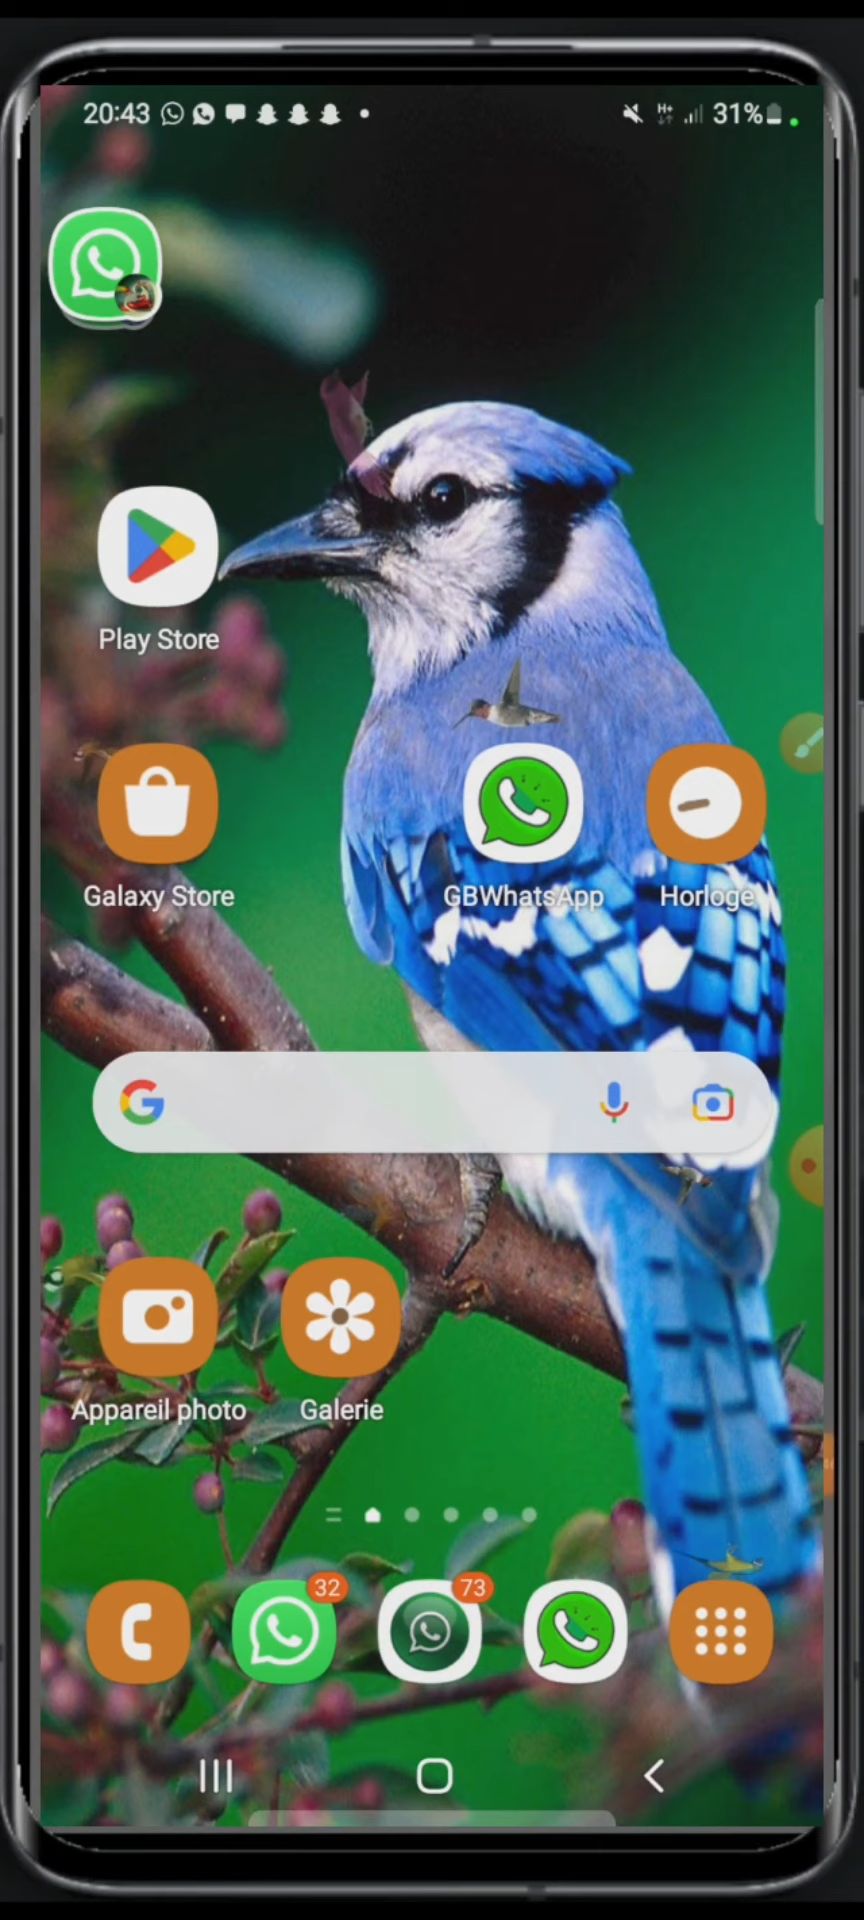 20:43
31%
Play Store
Galaxy Store
GBWhatsApp
Horloge
Appareil photo
Galerie
32
73